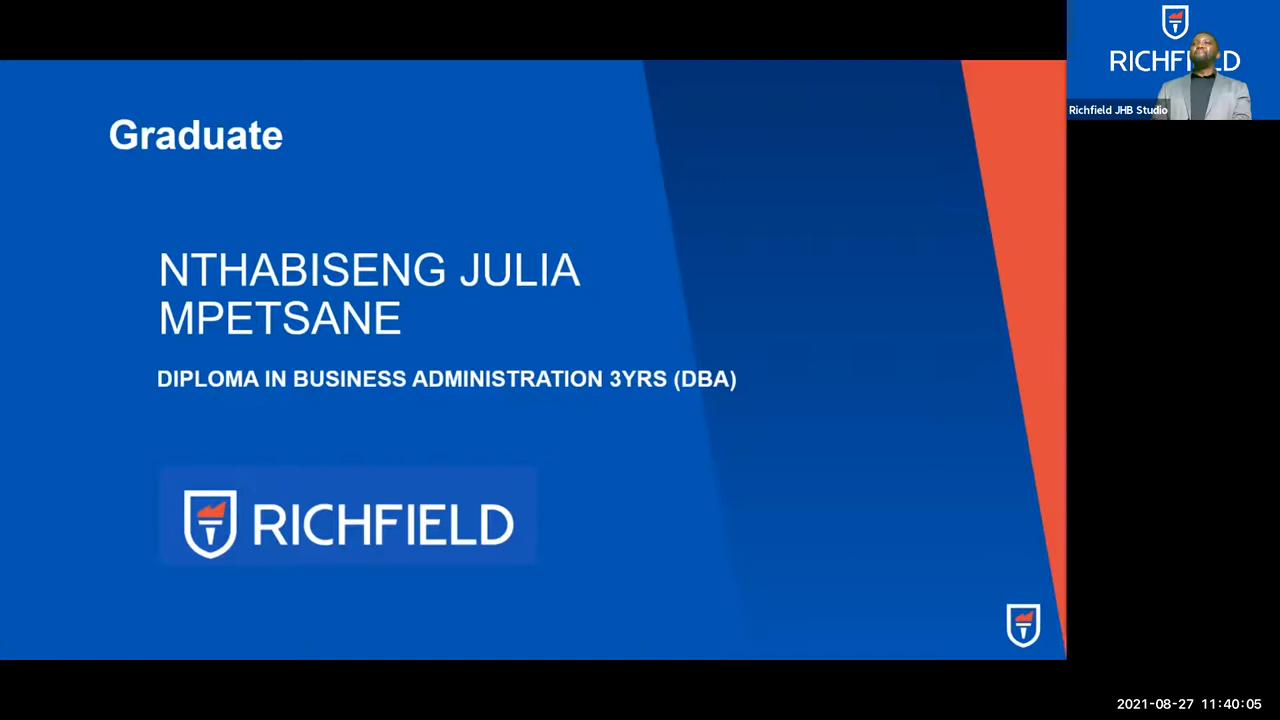 Graduate
NTHABISENG JULIA
MPETSANE
DIPLOMA IN BUSINESS ADMINISTRATION 3YRS (DBA)
RICHFIELD
RICHFIELD
Richfield JHB Studio
2021-08-27 11:40:05